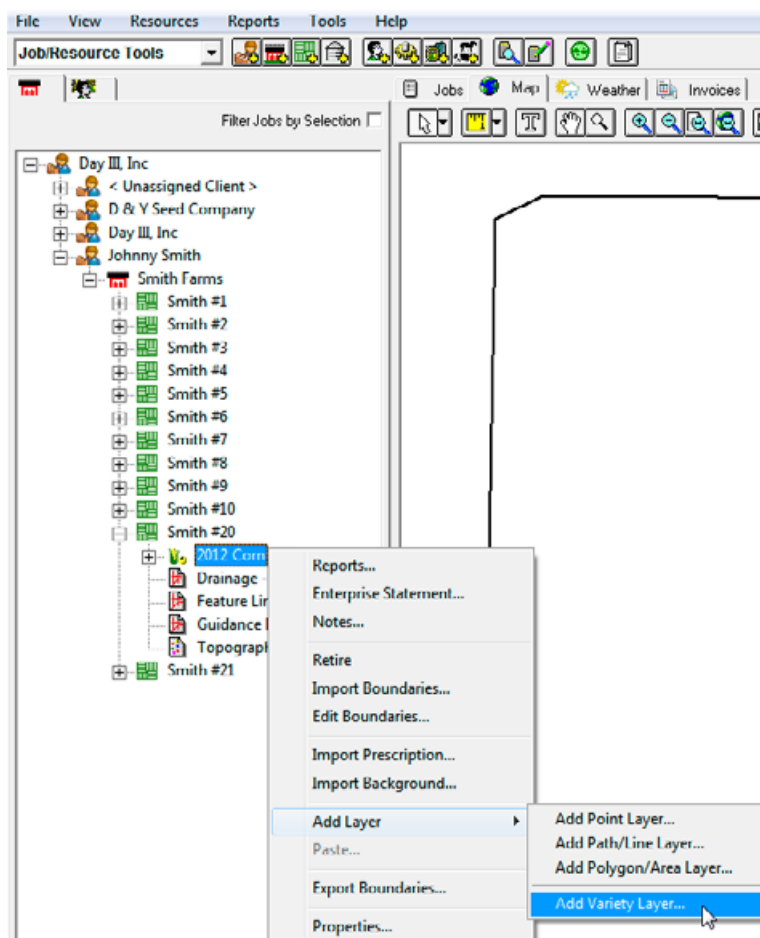 File View Resources Reports Tools Help
Job/Resource Tools
Jobs Map Weather Invoices
Filter Jobs by Selection
Day III, Inc
< Unassigned Client >
D & Y Seed Company
Day III, Inc
Johnny Smith
Smith Farms
Smith #1
Smith #2
Smith #3
Smith #4
Smith #5
Smith #6
Smith #7
Smith #8
Smith #9
Smith #10
Smith #20
2012 Corn
Drainage -
Feature Lin
Guidance
Topograph
Smith #21
Reports...
Enterprise Statement...
Notes...
Retire
Import Boundaries...
Edit Boundaries...
Import Prescription...
Import Background...
Add Layer
Paste...
Export Boundaries...
Properties...
Add Point Layer...
Add Path/Line Layer...
Add Polygon/Area Layer...
Add Variety Layer...